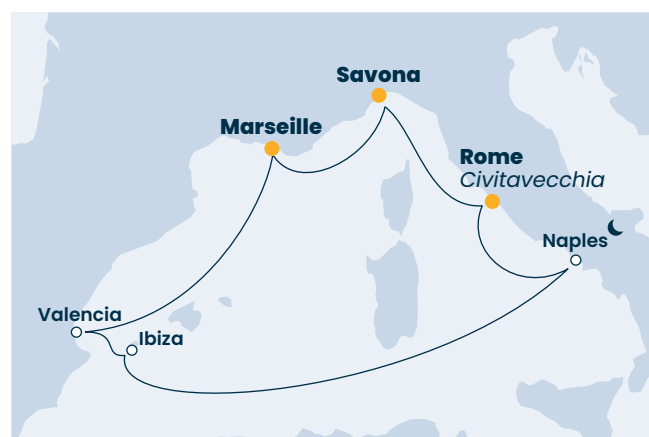 Savona
Marseille
Rome
Civitavecchia
Naples
Valencia
Ibiza